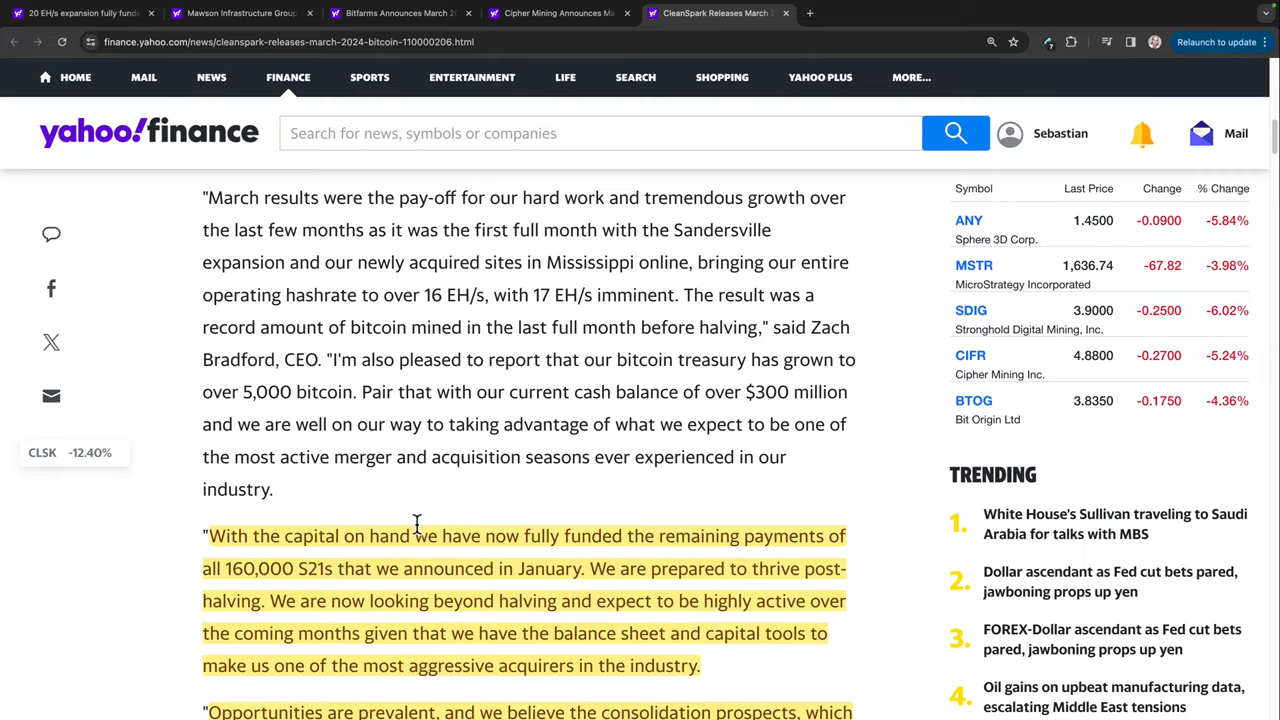 20 EH/s expansion fully funde
Mawson Infrastructure Group
Bitfarms Announces March 20
Cipher Mining Announces Ma
CleanSpark Releases March 2
finance.yahoo.com/news/cleanspark-releases-march-2024-bitcoin-110000206.html
7
Relaunch to update
HOME
MAIL
NEWS
FINANCE
SPORTS
ENTERTAINMENT
LIFE
SEARCH
SHOPPING
YAHOO PLUS
MORE...
yahoo!finance
Search for news, symbols or companies
Sebastian
Mail
"March results were the pay-off for our hard work and tremendous growth over
the last few months as it was the first full month with the Sandersville
expansion and our newly acquired sites in Mississippi online, bringing our entire
operating hashrate to over 16 EH/s, with 17 EH/s imminent. The result was a
record amount of bitcoin mined in the last full month before halving," said Zach
Bradford, CEO. "I'm also pleased to report that our bitcoin treasury has grown to
over 5,000 bitcoin. Pair that with our current cash balance of over $300 million
and we are well on our way to taking advantage of what we expect to be one of
the most active merger and acquisition seasons ever experienced in our
industry.
"With the capital on hand we have now fully funded the remaining payments of
all 160,000 S21s that we announced in January. We are prepared to thrive post-
halving. We are now looking beyond halving and expect to be highly active over
the coming months given that we have the balance sheet and capital tools to
make us one of the most aggressive acquirers in the industry.
"Opportunities are prevalent, and we believe the consolidation prospects, which
CLSK -12.40%
Symbol Last Price Change % Change
ANY 1.4500 -0.0900 -5.84%
Sphere 3D Corp.
MSTR 1,636.74 -67.82 -3.98%
MicroStrategy Incorporated
SDIG 3.9000 -0.2500 -6.02%
Stronghold Digital Mining, Inc.
CIFR 4.8800 -0.2700 -5.24%
Cipher Mining Inc.
BTOG 3.8350 -0.1750 -4.36%
Bit Origin Ltd
TRENDING
1. White House's Sullivan traveling to Saudi
Arabia for talks with MBS
2. Dollar ascendant as Fed cut bets pared,
jawboning props up yen
3. FOREX-Dollar ascendant as Fed cut bets
pared, jawboning props up yen
4. Oil gains on upbeat manufacturing data,
escalating Middle East tensions